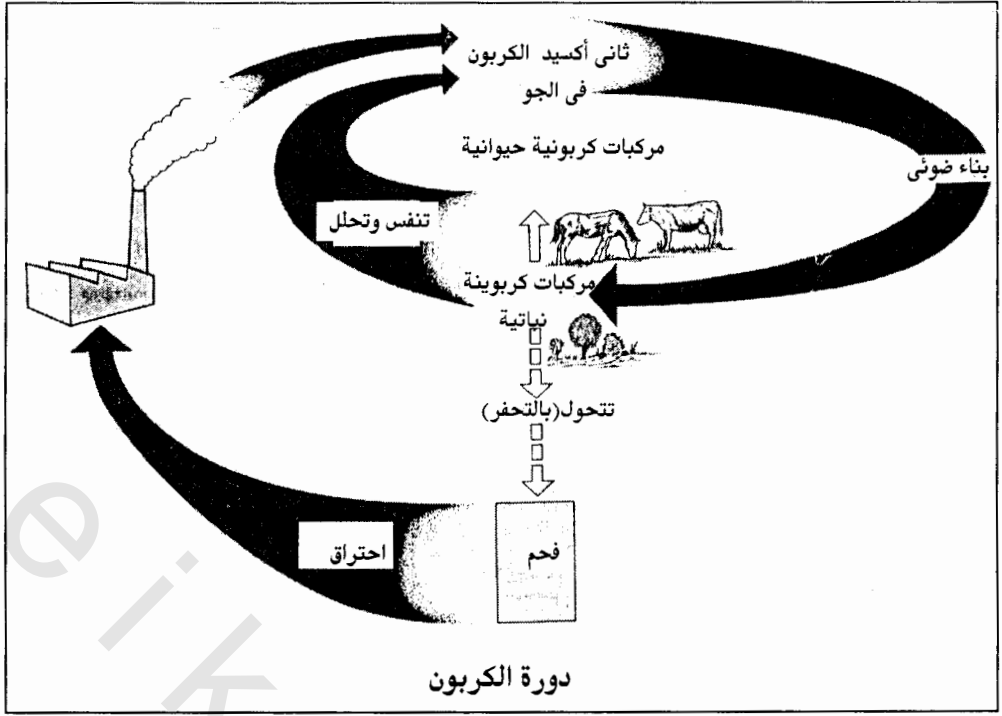 ثانى أكسيد الكربون
فى الجو
مركبات كربونية حيوانية
بناء ضوئى
تنفس وتحلل
مركبات كربوينة
نباتية
تتحول(بالتحفر)
احتراق
فحم
دورة الكربون
e i k